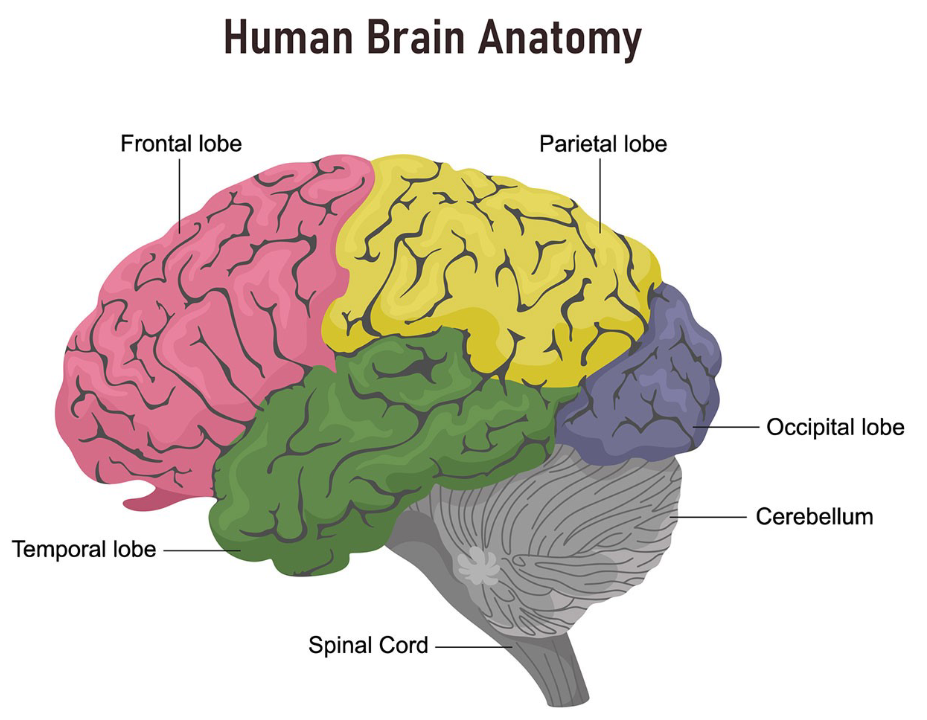 Human Brain Anatomy
Frontal lobe
Parietal lobe
Occipital lobe
Cerebellum
Temporal lobe
Spinal Cord